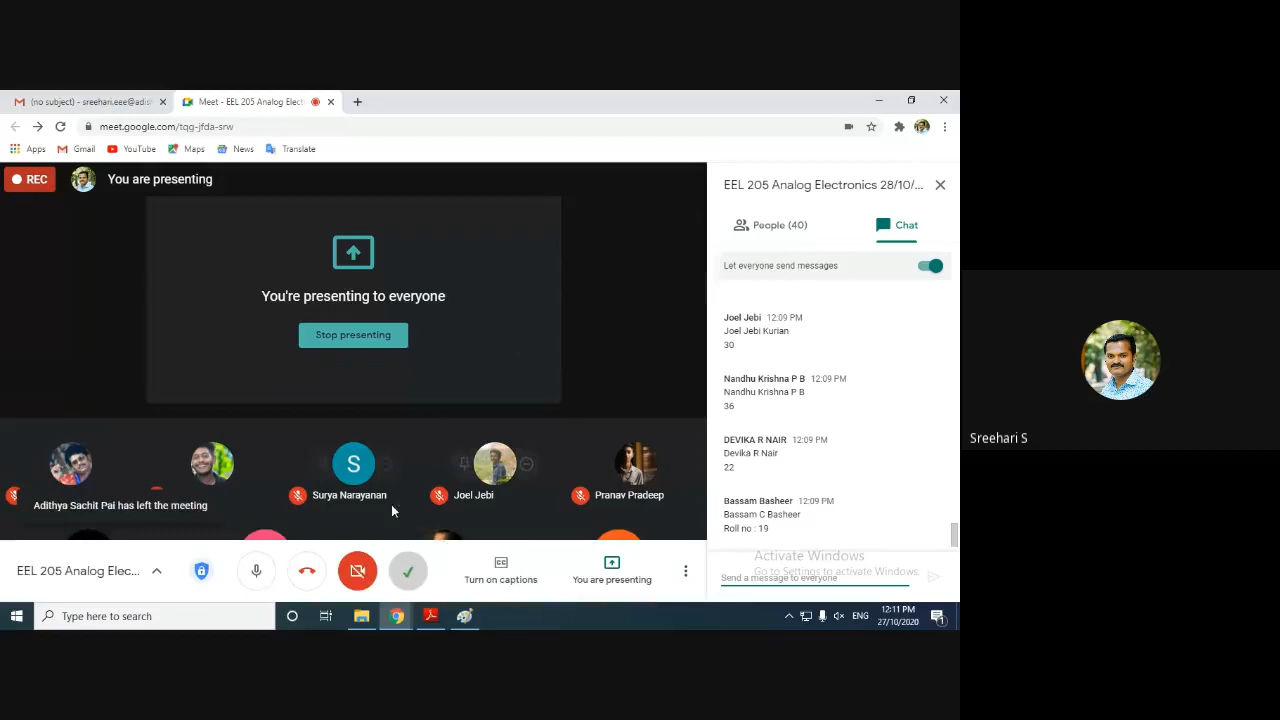 (no subject) - sreehari.eee@adis
Meet - EEL 205 Analog Elect
meet.google.com/tqg-jfda-srw
Apps
Gmail
YouTube
Maps
News
Translate
REC
You are presenting
You're presenting to everyone
Stop presenting
Surya Narayanan
Joel Jebi
Pranav Pradeep
S
Adithya Sachit Pai has left the meeting
EEL 205 Analog Elec...
Turn on captions
You are presenting
EEL 205 Analog Electronics 28/10/...
People (40)
Chat
Let everyone send messages
Joel Jebi 12:09 PM
Joel Jebi Kurian
30
Nandhu Krishna P B 12:09 PM
Nandhu Krishna P B
36
DEVIKA R NAIR 12:09 PM
Devika R Nair
22
Bassam Basheer 12:09 PM
Bassam C Basheer
Roll no : 19
Activate Windows
Go to Settings to activate Windows.
Send a message to everyone
Type here to search
ENG
12:11 PM
27/10/2020
1
Sreehari S